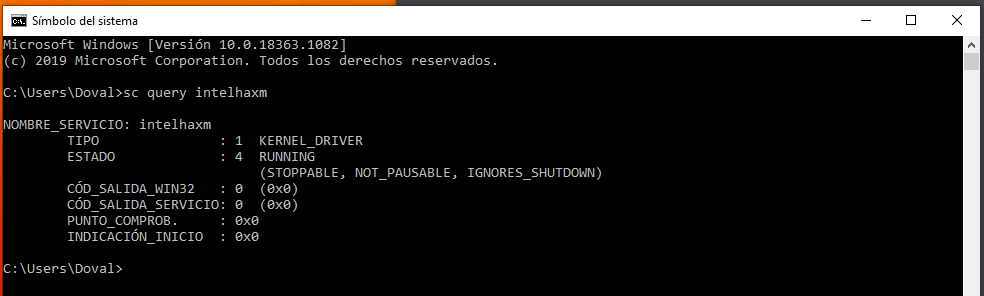 Símbolo del sistema
Microsoft Windows [Versión 10.0.18363.1082]
(c) 2019 Microsoft Corporation. Todos los derechos reservados.
C:\Users\Doval>sc query intelhaxm
NOMBRE_SERVICIO: intelhaxm
        TIPO               : 1  KERNEL_DRIVER
        ESTADO             : 4  RUNNING
                                (STOPPABLE, NOT_PAUSABLE, IGNORES_SHUTDOWN)
        CÓD_SALIDA_WIN32   : 0  (0x0)
        CÓD_SALIDA_SERVICIO: 0  (0x0)
        PUNTO_COMPROB.     : 0x0
        INDICACIÓN_INICIO  : 0x0
C:\Users\Doval>